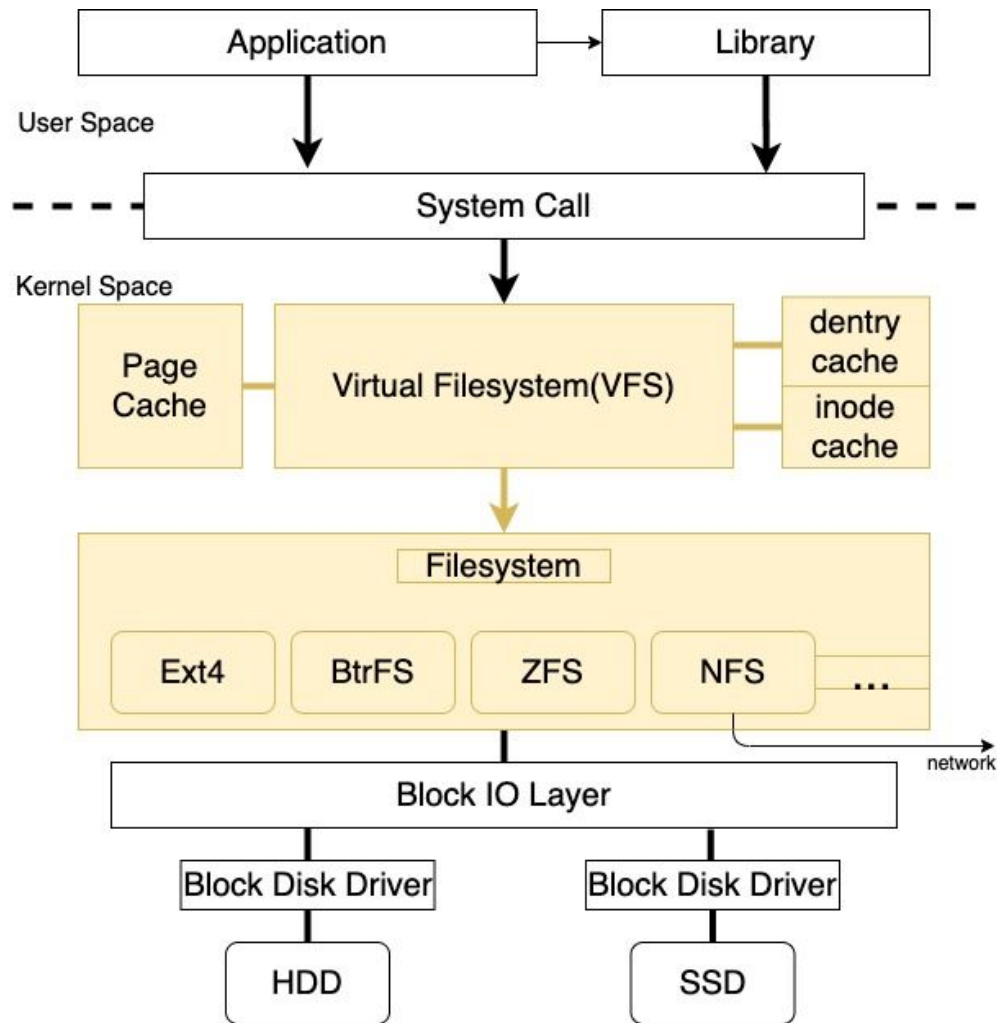 Application
Library
User Space
System Call
Kernel Space
Page
Cache
Virtual Filesystem(VFS)
dentry
cache
inode
cache
Filesystem
Ext4
BtrFS
ZFS
NFS
...
network
Block IO Layer
Block Disk Driver
Block Disk Driver
HDD
SSD